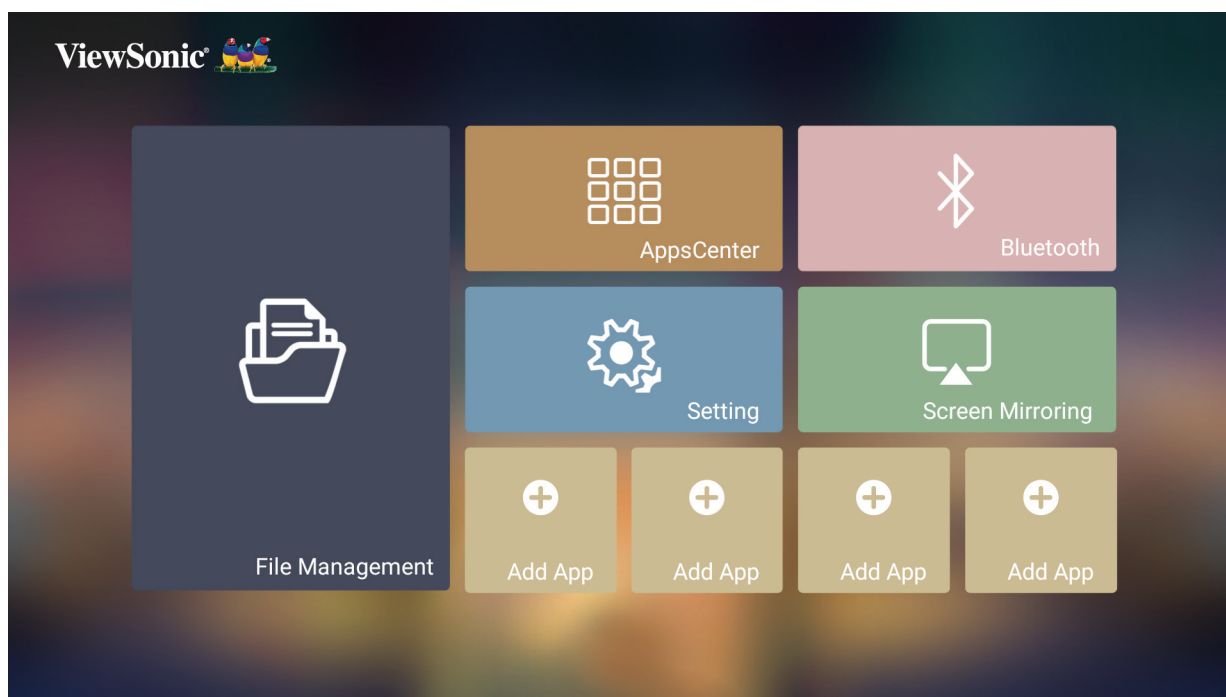 ViewSonic®
AppsCenter
Bluetooth
Setting
Screen Mirroring
File Management
Add App
Add App
Add App
Add App